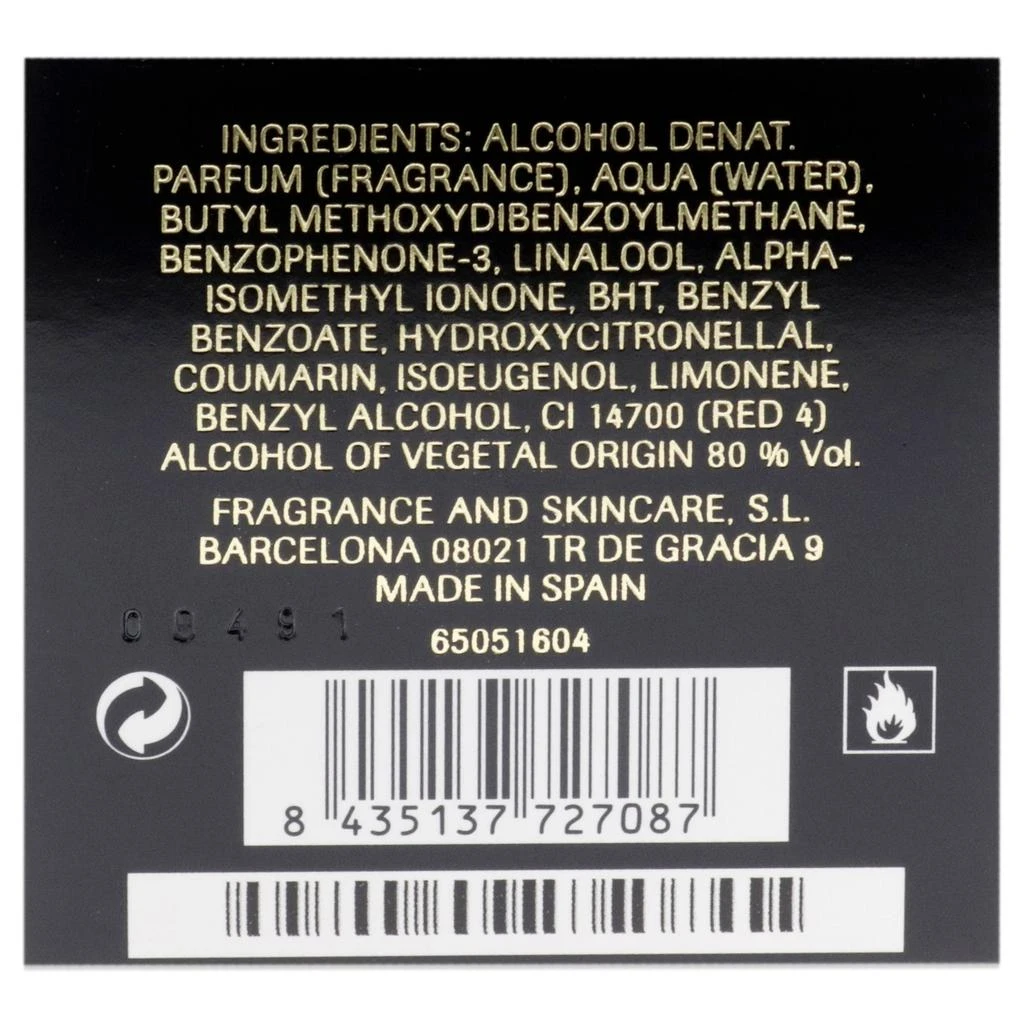 INGREDIENTS: ALCOHOL DENAT.
PARFUM (FRAGRANCE), AQUA (WATER),
BUTYL METHOXYDIBENZOYLMETHANE,
BENZOPHENONE-3, LINALOOL, ALPHA-
ISOMETHYL IONONE, BHT, BENZYL
BENZOATE, HYDROXYCITRONELLAL,
COUMARIN, ISOEUGENOL, LIMONENE,
BENZYL ALCOHOL, CI 14700 (RED 4)
ALCOHOL OF VEGETAL ORIGIN 80 % Vol.
FRAGRANCE AND SKINCARE, S.L.
BARCELONA 08021 TR DE GRACIA 9
MADE IN SPAIN
65051604
8 435137 727087